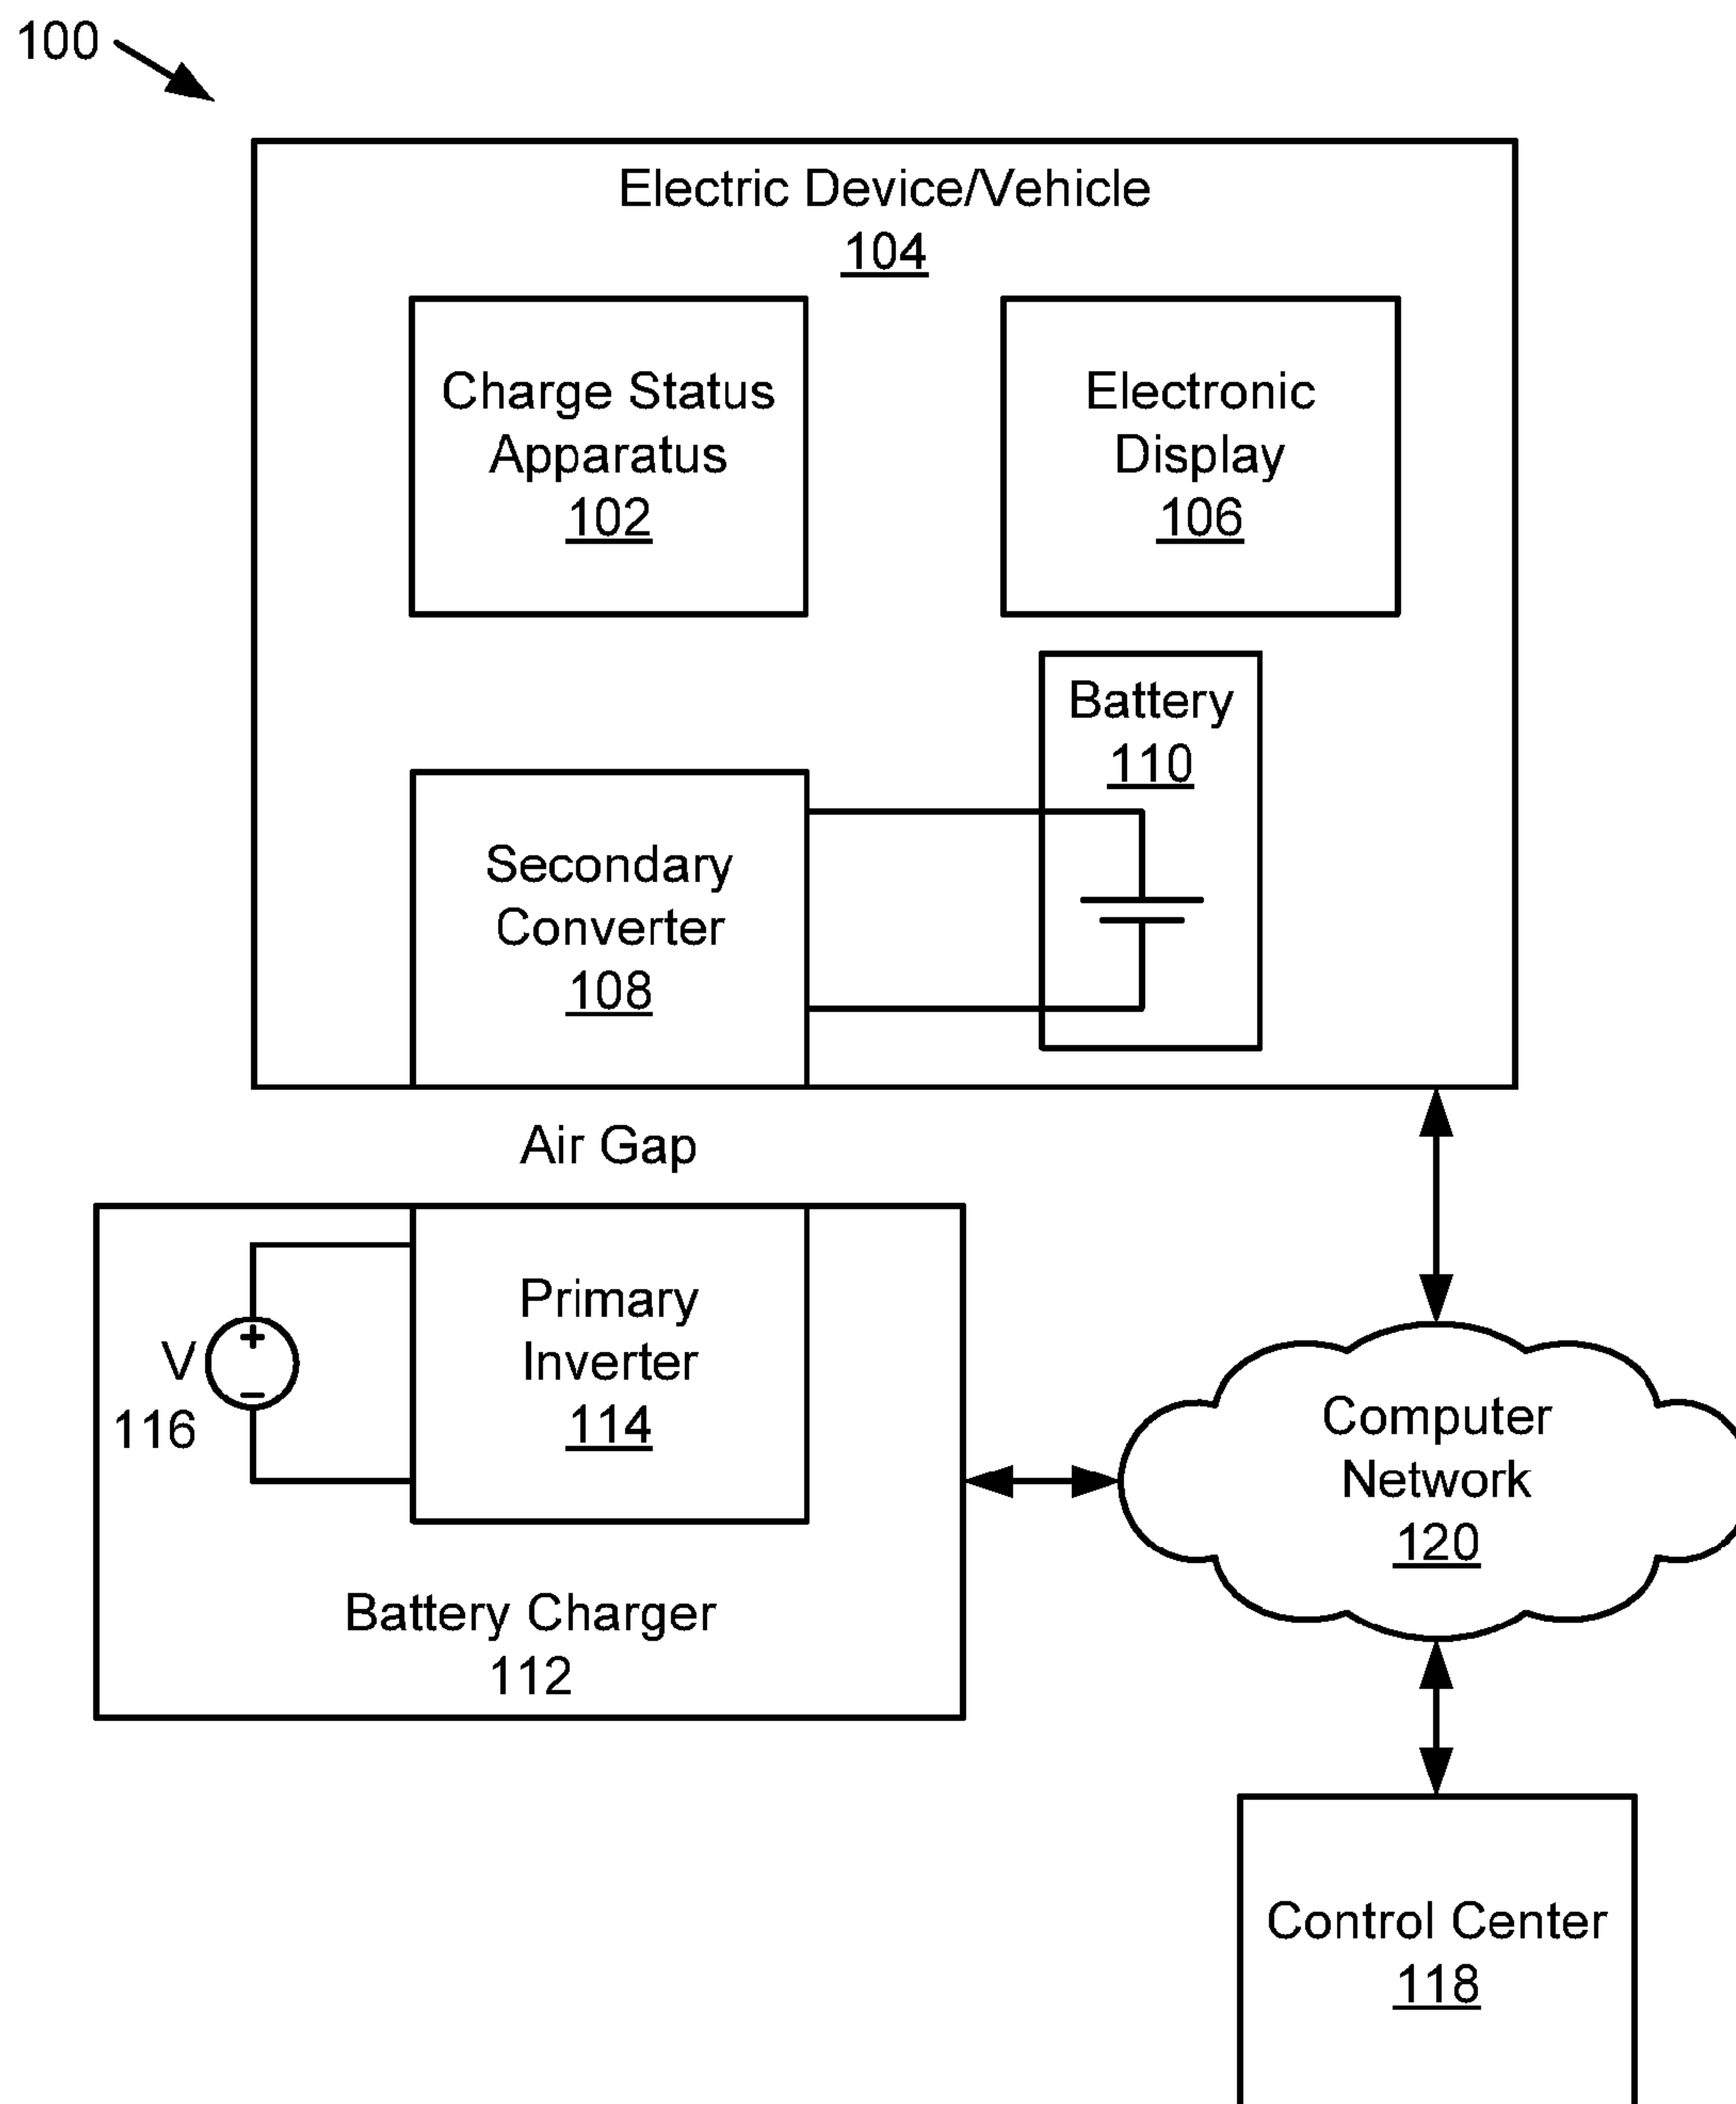 100
Electric Device/Vehicle
104
Charge Status
Apparatus
102
Electronic
Display
106
Battery
110
Secondary
Converter
108
Air Gap
V
116
+
−
Primary
Inverter
114
Battery Charger
112
Computer
Network
120
Control Center
118